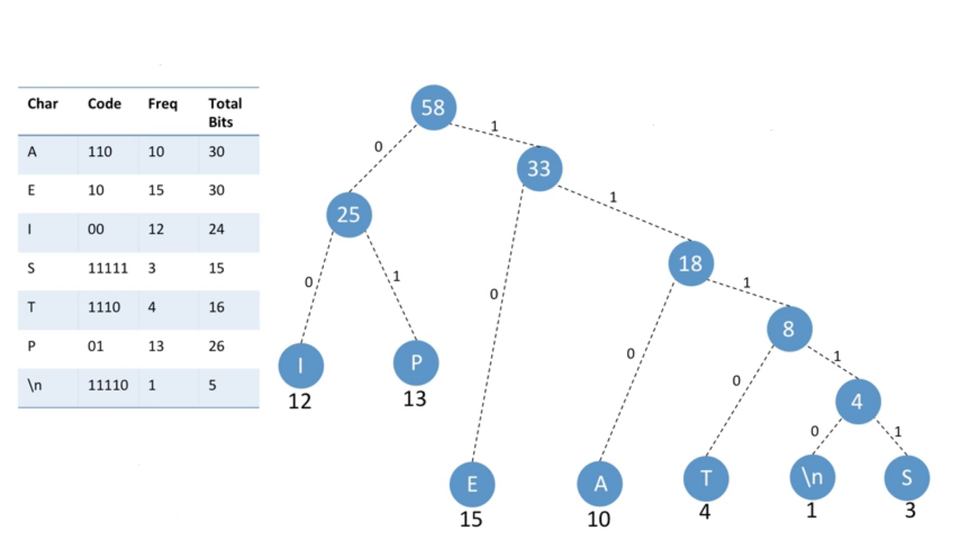 Char Code Freq Total
Bits
A 110 10 30
E 10 15 30
I 00 12 24
S 11111 3 15
T 1110 4 16
P 01 13 26
\n 11110 1 5
58
0 1
33
25
1
18
0 1
0
1
8
0
1
0
I P
12 13
4
0 1
E A T \n S
15 10 4 1 3